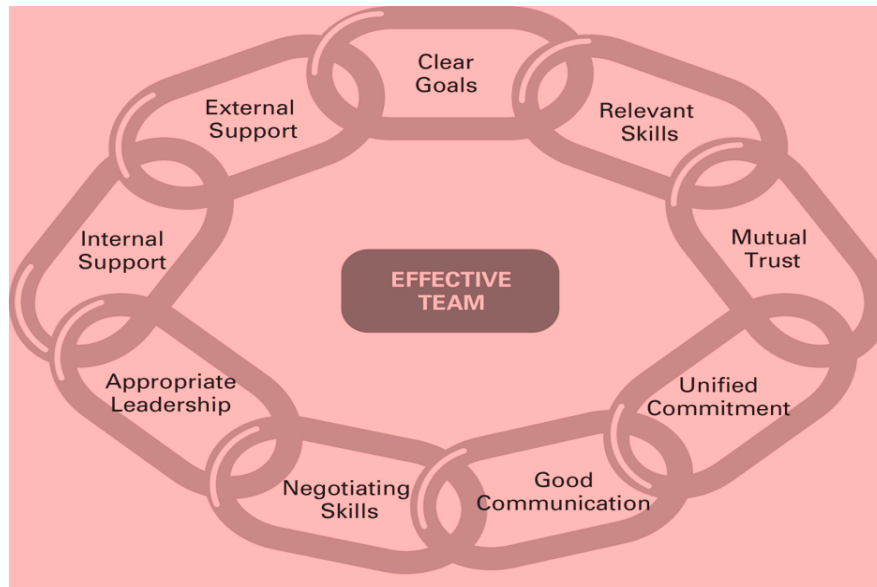 Clear
Goals
Relevant
Skills
Mutual
Trust
Unified
Commitment
Good
Communication
Negotiating
Skills
Appropriate
Leadership
Internal
Support
External
Support
EFFECTIVE
TEAM